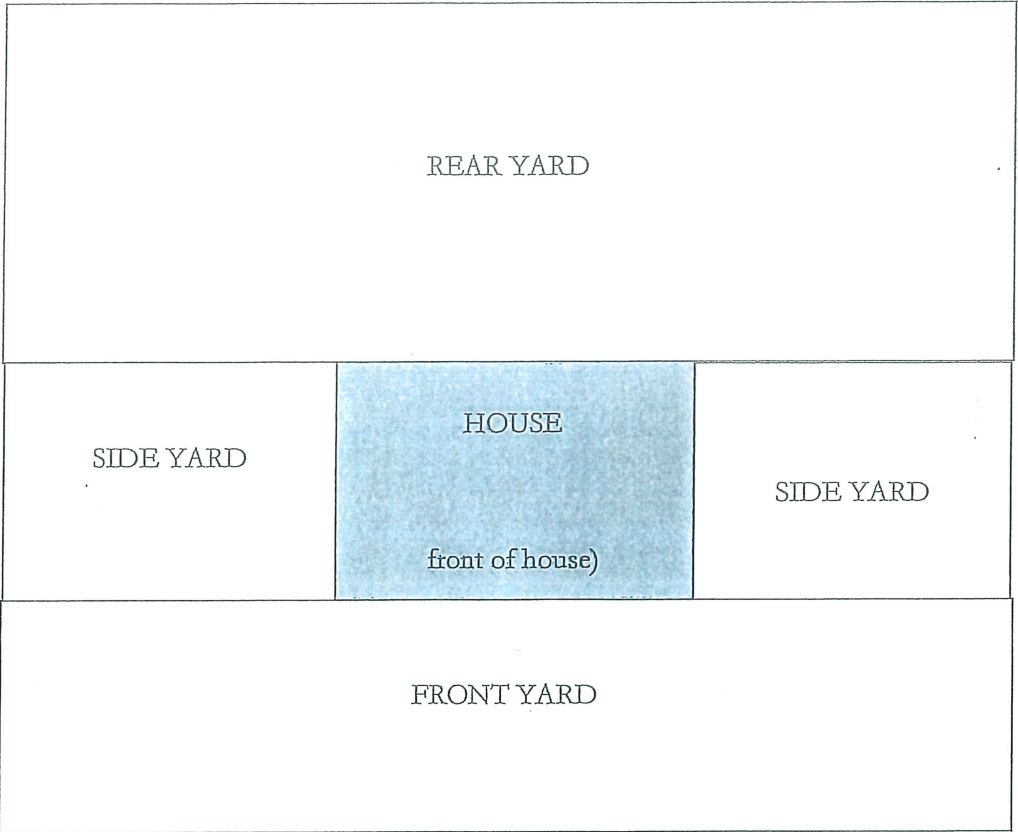 REAR YARD
HOUSE
SIDE YARD
SIDE YARD
front of house)
FRONT YARD